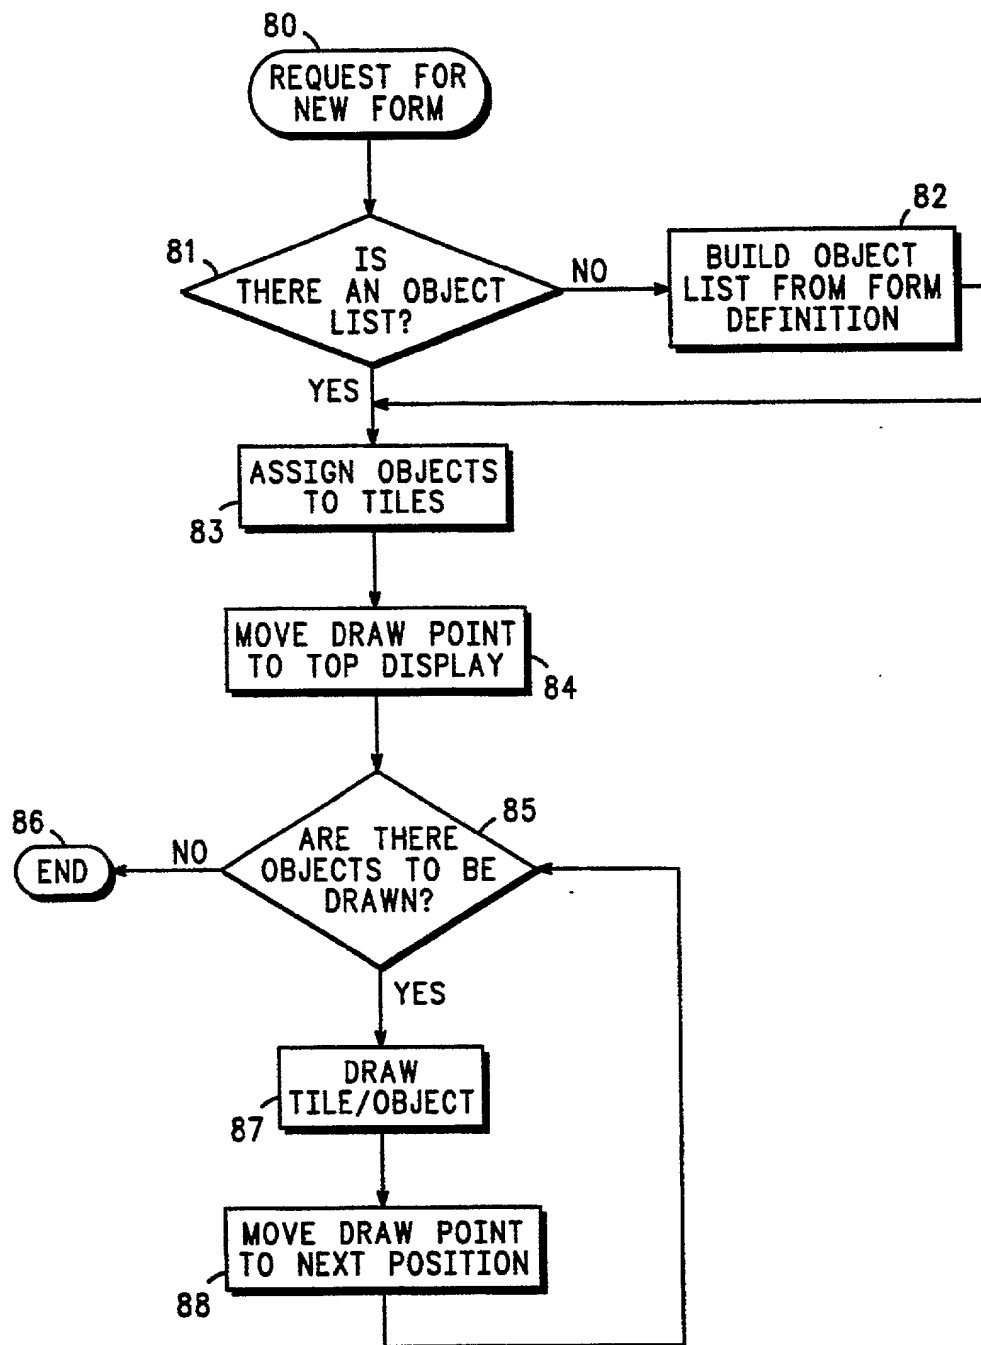 80
REQUEST FOR
NEW FORM
81
IS
THERE AN OBJECT
LIST?
NO
82
BUILD OBJECT
LIST FROM FORM
DEFINITION
YES
ASSIGN OBJECTS
TO TILES
83
MOVE DRAW POINT
TO TOP DISPLAY
84
85
ARE THERE
OBJECTS TO BE
DRAWN?
NO
86
END
YES
DRAW
TILE/OBJECT
87
MOVE DRAW POINT
TO NEXT POSITION
88